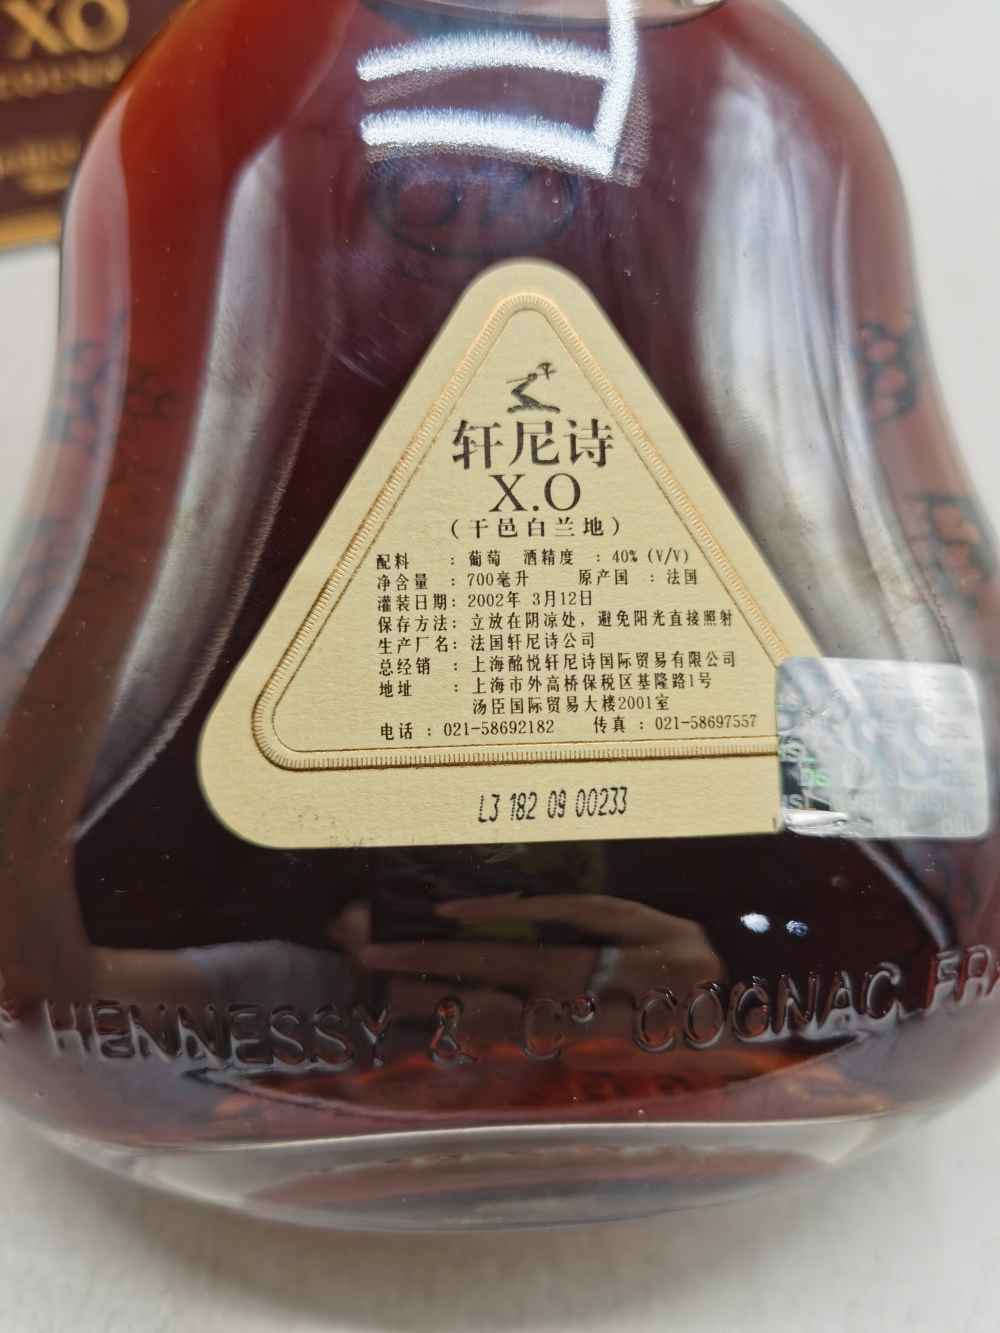 XO
轩尼诗
X.O
（干邑白兰地）
配料 ：葡萄 酒精度 ：40% (V/V)
净含量 ：700毫升 原产国 ：法国
灌装日期：2002年 3月12日
保存方法：立放在阴凉处，避免阳光直接照射
生产厂名：法国轩尼诗公司
总经销 ：上海酩悦轩尼诗国际贸易有限公司
地址 ：上海市外高桥保税区基隆路1号
汤臣国际贸易大楼2001室
电话 ：021-58692182 传真 ：021-58697557
L3 182 09 00233
HENNESSY & Cº COGNAC FRA